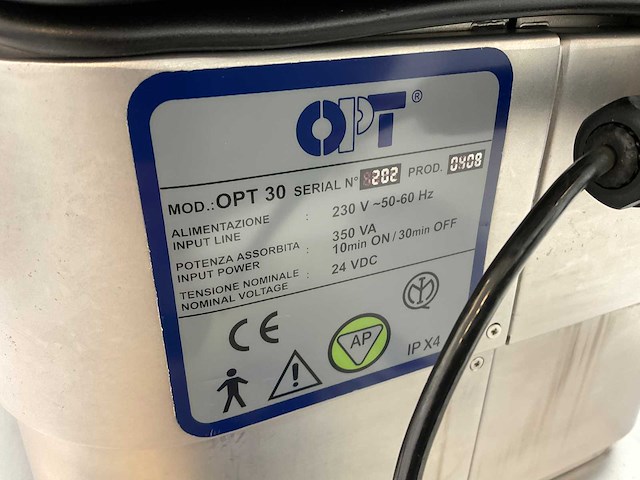 OPT ®
MOD.: OPT 30 SERIAL N° 202 PROD. 0408
ALIMENTAZIONE : 230 V ~50-60 Hz
INPUT LINE
POTENZA ASSORBITA : 350 VA
INPUT POWER 10min ON / 30min OFF
TENSIONE NOMINALE : 24 VDC
NOMINAL VOLTAGE
CE AP IP X4